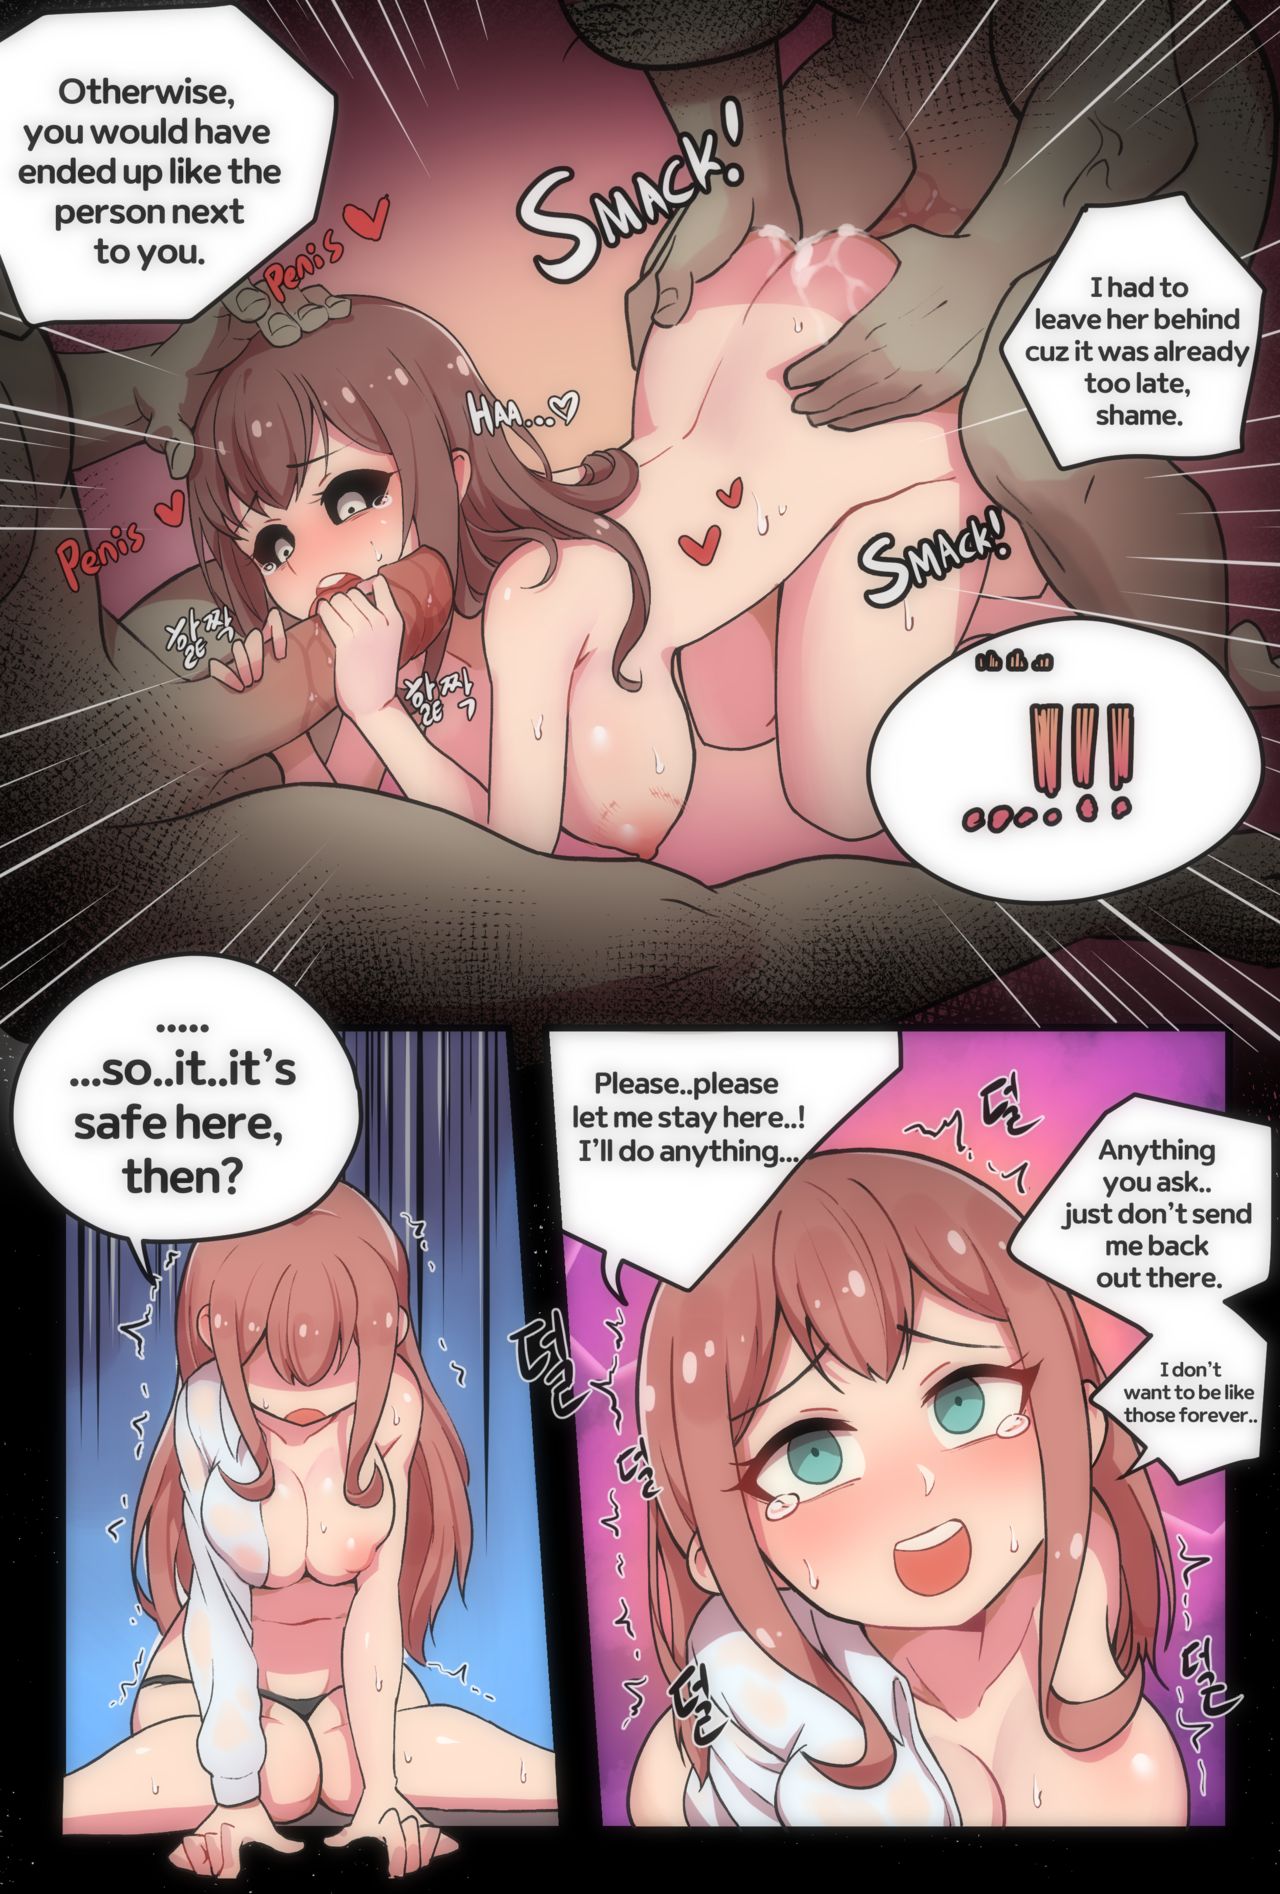 Otherwise,
you would have
ended up like the
person next
to you.
Penis
SMACK!
I had to
leave her behind
cuz it was already
too late,
shame.
HAA...
Penis
SMACK!
할짝
할짝
...
.....!!!
.....
...so..it..it's
safe here,
then?
Please..please
let me stay here..!
I'll do anything...
덜
Anything
you ask..
just don't send
me back
out there.
덜
I don't
want to be like
those forever..
덜
덜
덜